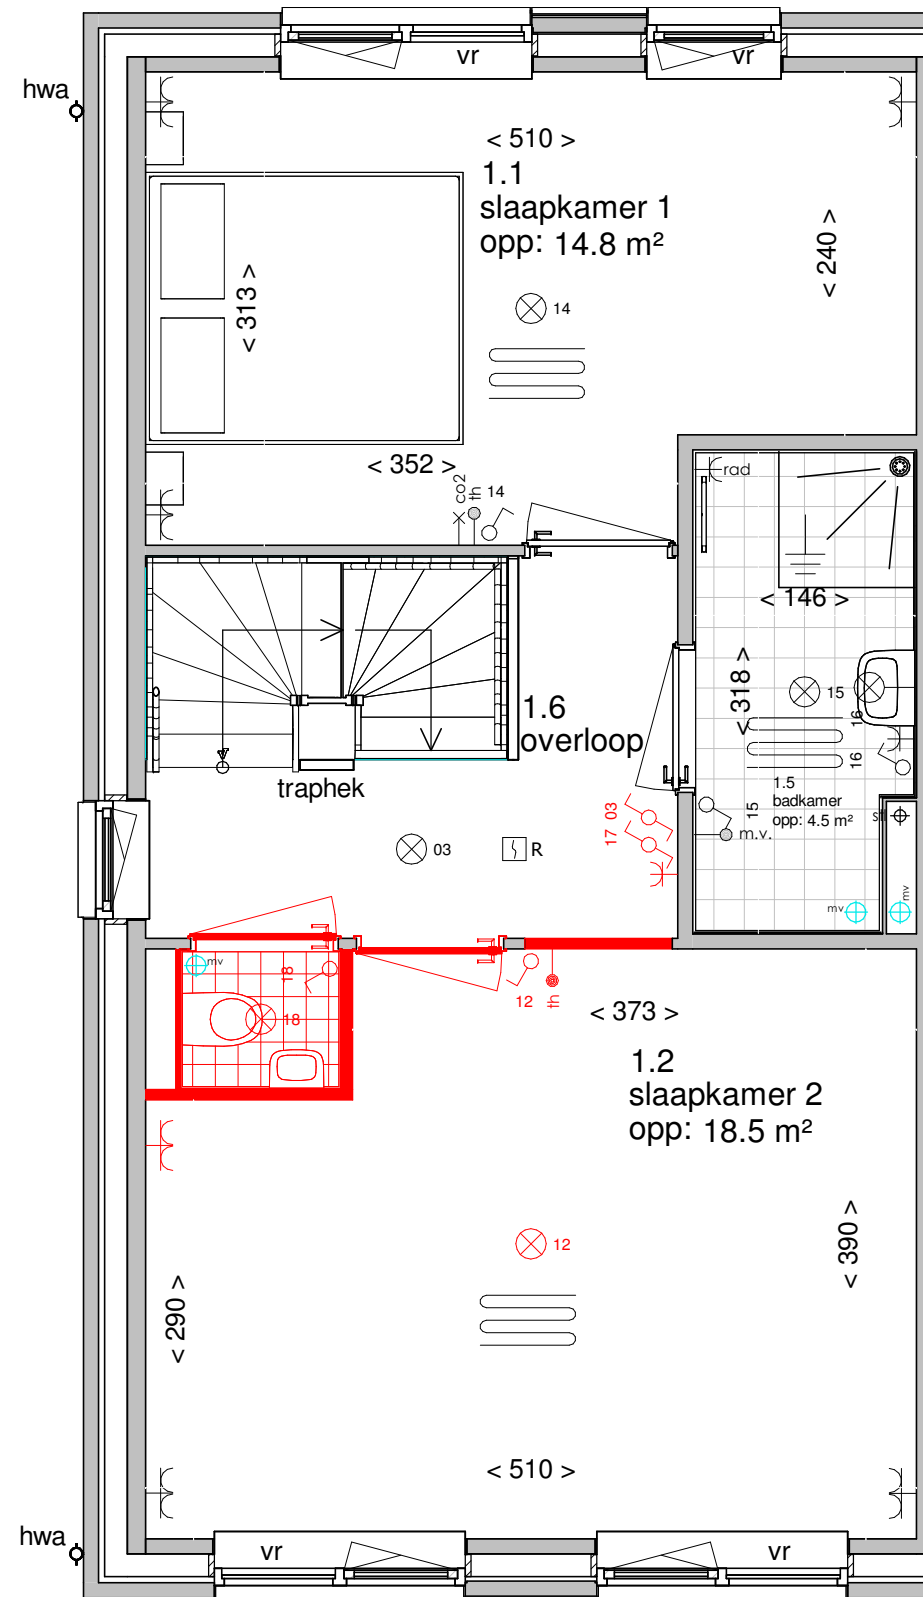 vr
vr
hwa
< 510 >
1.1
slaapkamer 1
opp: 14.8 m²
< 240 >
< 313 >
14
< 352 >
co2
th
14
rad
< 146 >
< 318 >
15
16
16
1.5
badkamer
opp: 4.5 m²
15
m.v.
stl
mv
mv
1.6
overloop
traphek
03
R
03
17
mv
18
18
12
th
< 373 >
1.2
slaapkamer 2
opp: 18.5 m²
12
< 390 >
< 290 >
< 510 >
hwa
vr
vr